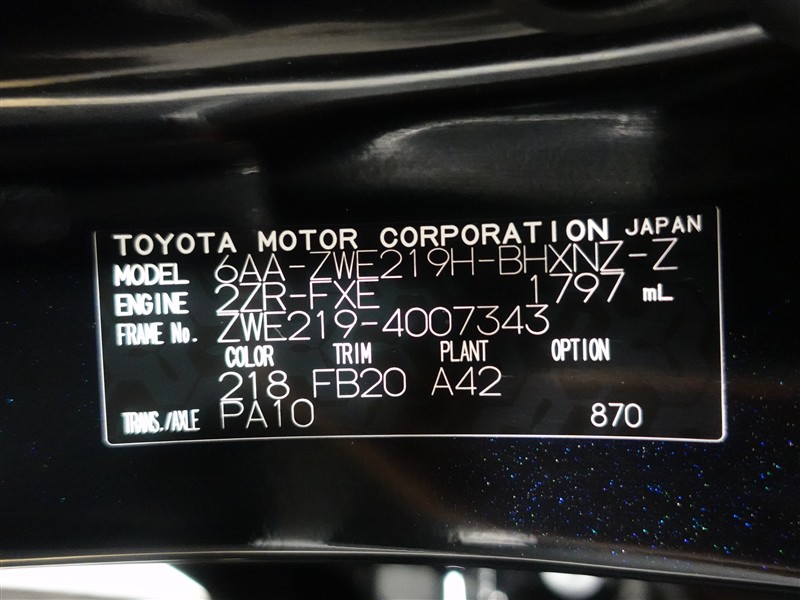 TOYOTA MOTOR CORPORATION JAPAN
MODEL 6AA-ZWE219H-BHXNZ-Z
ENGINE 2ZR-FXE 1797 mL
FRAME No. ZWE219-4007343
COLOR TRIM PLANT OPTION
218 FB20 A42
TRANS./AXLE PA10 870